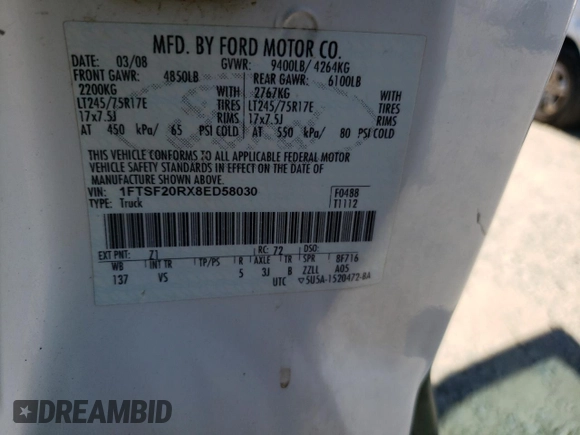 MFD. BY FORD MOTOR CO.
DATE: 03/08 GVWR: 9400LB/ 4264KG
FRONT GAWR: 4850LB REAR GAWR: 6100LB
2200KG WITH 2767KG WITH
LT245/75R17E TIRES LT245/75R17E TIRES
17x7.5J RIMS 17x7.5J RIMS
AT 450 kPa/ 65 PSI COLD AT 550 kPa/ 80 PSI COLD
THIS VEHICLE CONFORMS TO ALL APPLICABLE FEDERAL MOTOR
VEHICLE SAFETY STANDARDS IN EFFECT ON THE DATE OF
MANUFACTURE SHOWN ABOVE.
VIN: 1FTSF20RX8ED58030 F0488
TYPE: Truck T1112
EXT PNT: Z1 RC: 72 DSO:
WB INT TR TP/PS R AXLE TR SPR 8F716
137 VS 5 3J B ZZLL A05
UTC ▽5U5A-1520472-BA
DREAMBID